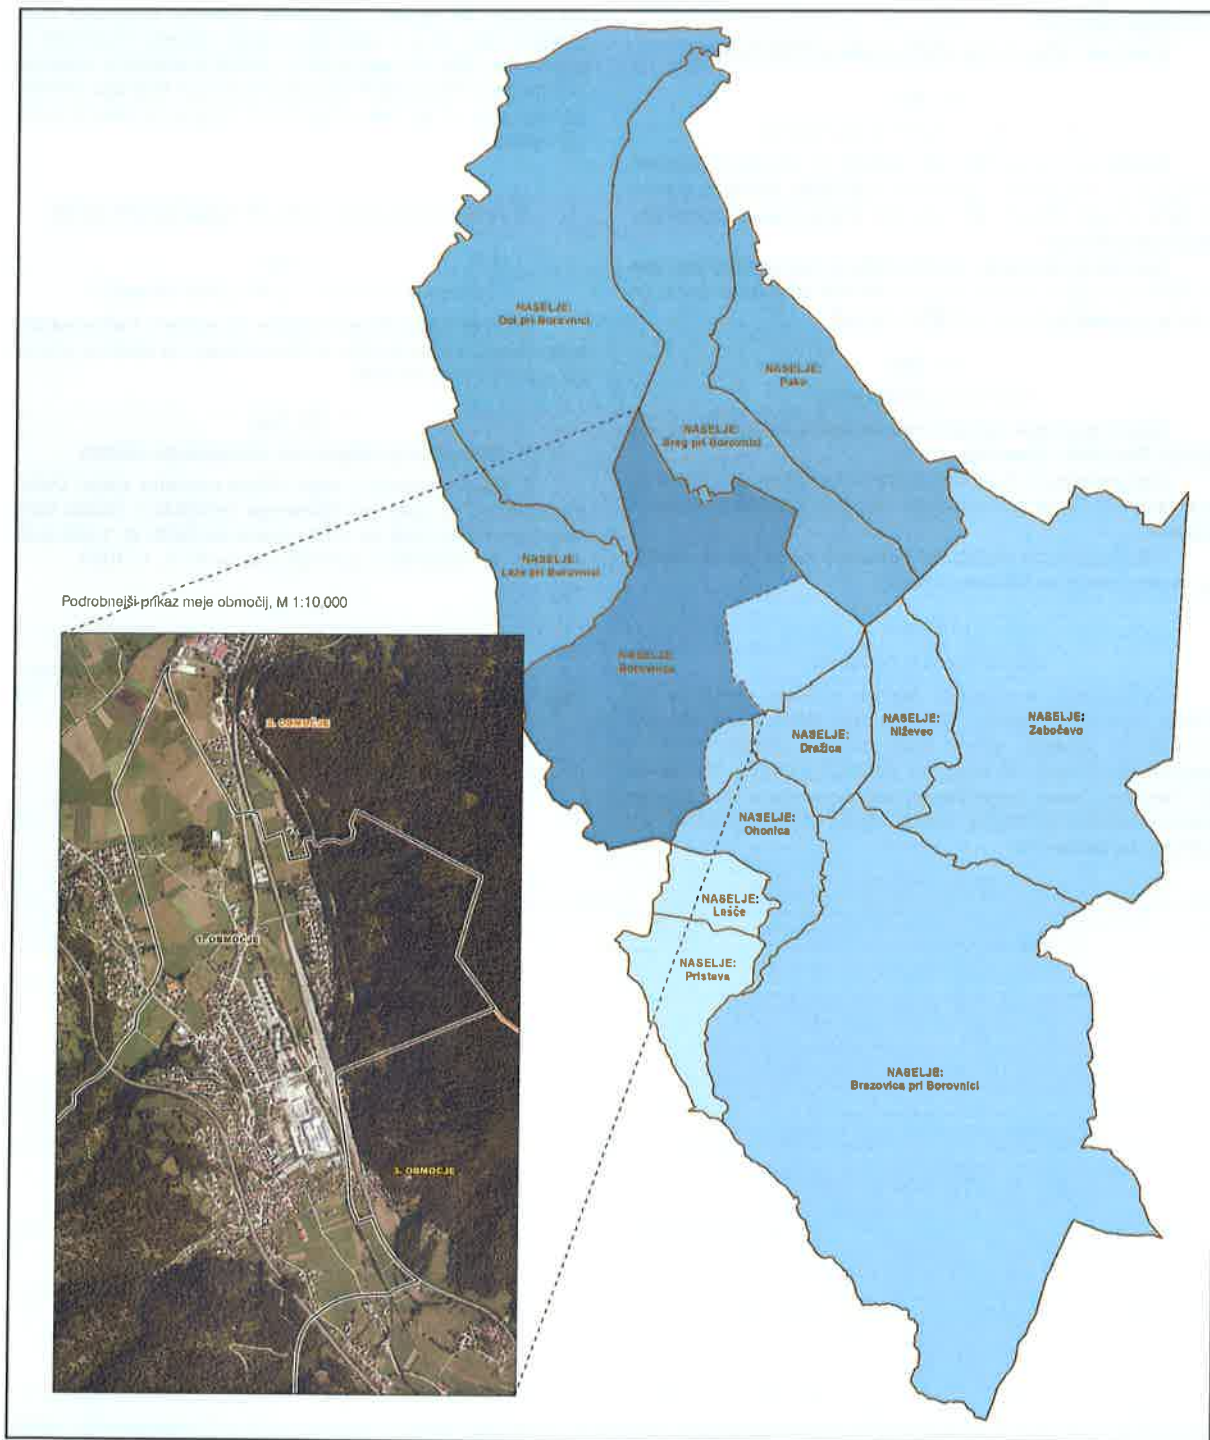 NASELJE:
Dol pri Borovnici
NASELJE:
Pako
NASELJE:
Breg pri Borovnici
NASELJE:
Laze pri Borovnici
Podrobnejši prikaz meje območij, M 1:10.000
NASELJE:
Borovnica
2. OBMOČJE
NASELJE:
Dražica
NASELJE:
Niževec
NASELJE:
Zabočevo
NASELJE:
Ohonica
NASELJE:
Lašče
1. OBMOČJE
NASELJE:
Pristava
NASELJE:
Brezovica pri Borovnici
3. OBMOČJE